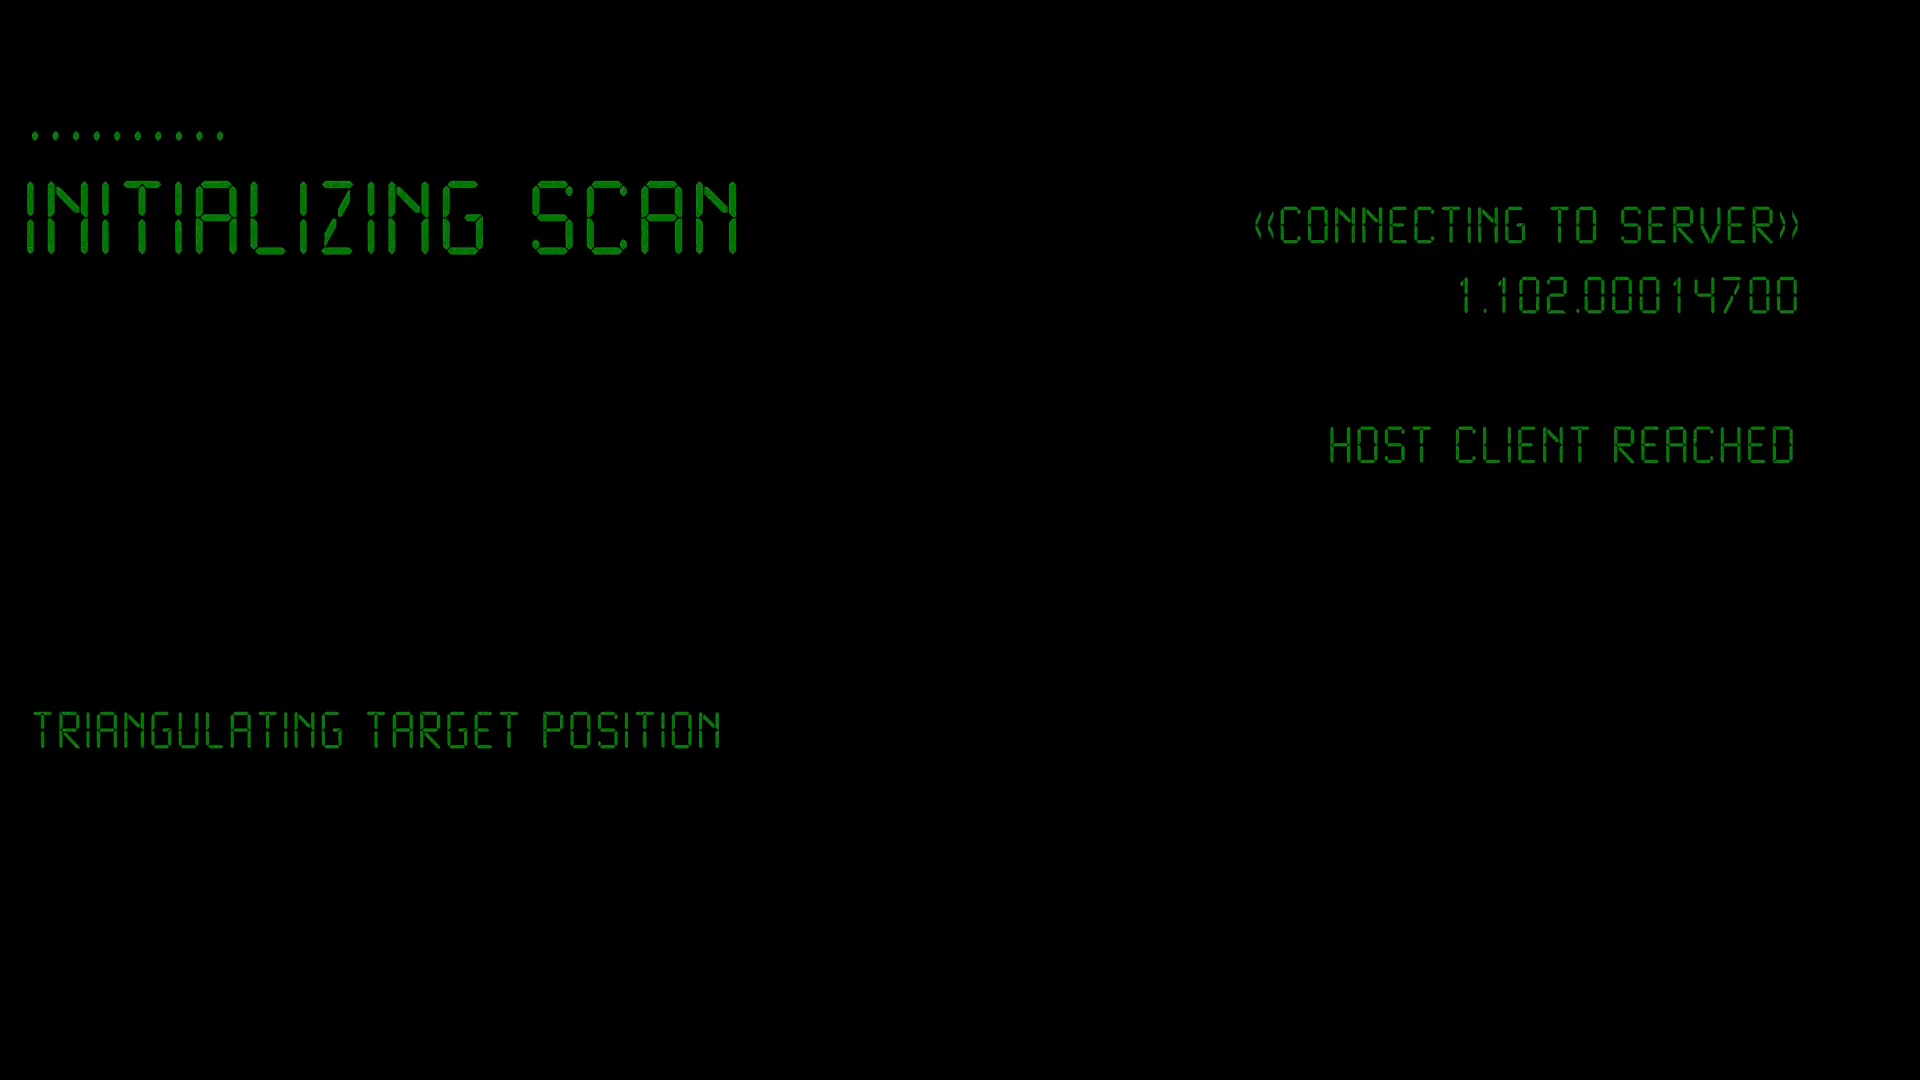 ..........
INITIALIZING SCAN
«CONNECTING TO SERVER»
1.102.00014700
HOST CLIENT REACHED
TRIANGULATING TARGET POSITION